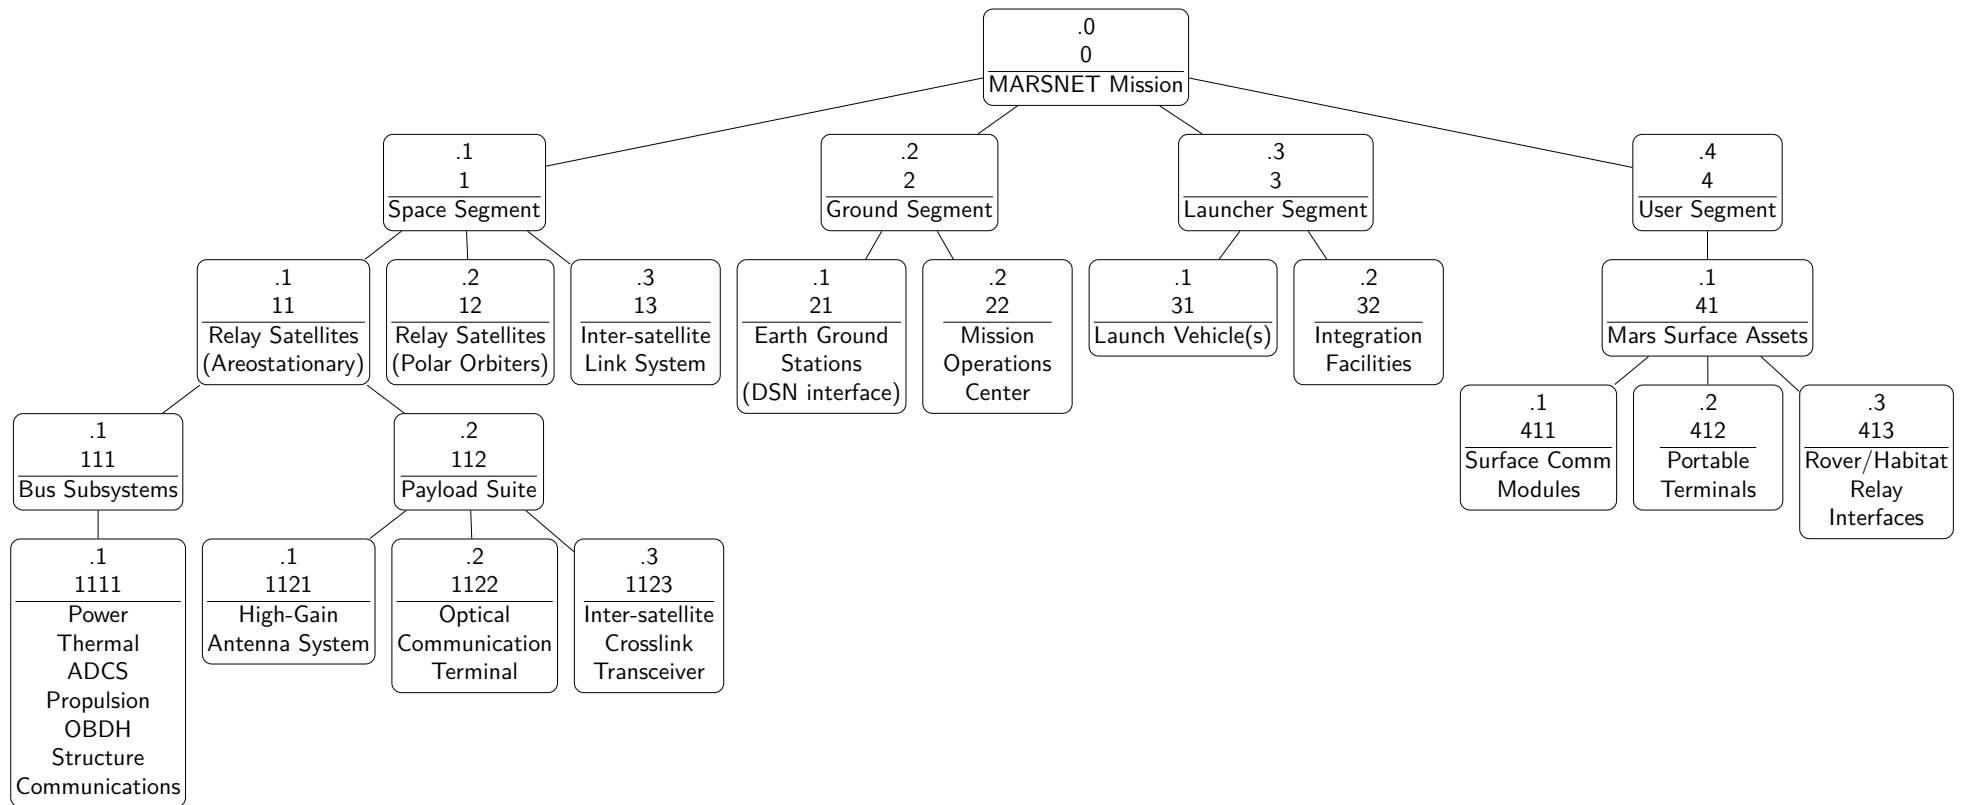 .0
0
MARSNET Mission
.1
1
Space Segment
.2
2
Ground Segment
.3
3
Launcher Segment
.4
4
User Segment
.1
11
Relay Satellites
(Areostationary)
.2
12
Relay Satellites
(Polar Orbiters)
.3
13
Inter-satellite
Link System
.1
21
Earth Ground
Stations
(DSN interface)
.2
22
Mission
Operations
Center
.1
31
Launch Vehicle(s)
.2
32
Integration
Facilities
.1
41
Mars Surface Assets
.1
111
Bus Subsystems
.2
112
Payload Suite
.1
411
Surface Comm
Modules
.2
412
Portable
Terminals
.3
413
Rover/Habitat
Relay
Interfaces
.1
1111
Power
Thermal
ADCS
Propulsion
OBDH
Structure
Communications
.1
1121
High-Gain
Antenna System
.2
1122
Optical
Communication
Terminal
.3
1123
Inter-satellite
Crosslink
Transceiver